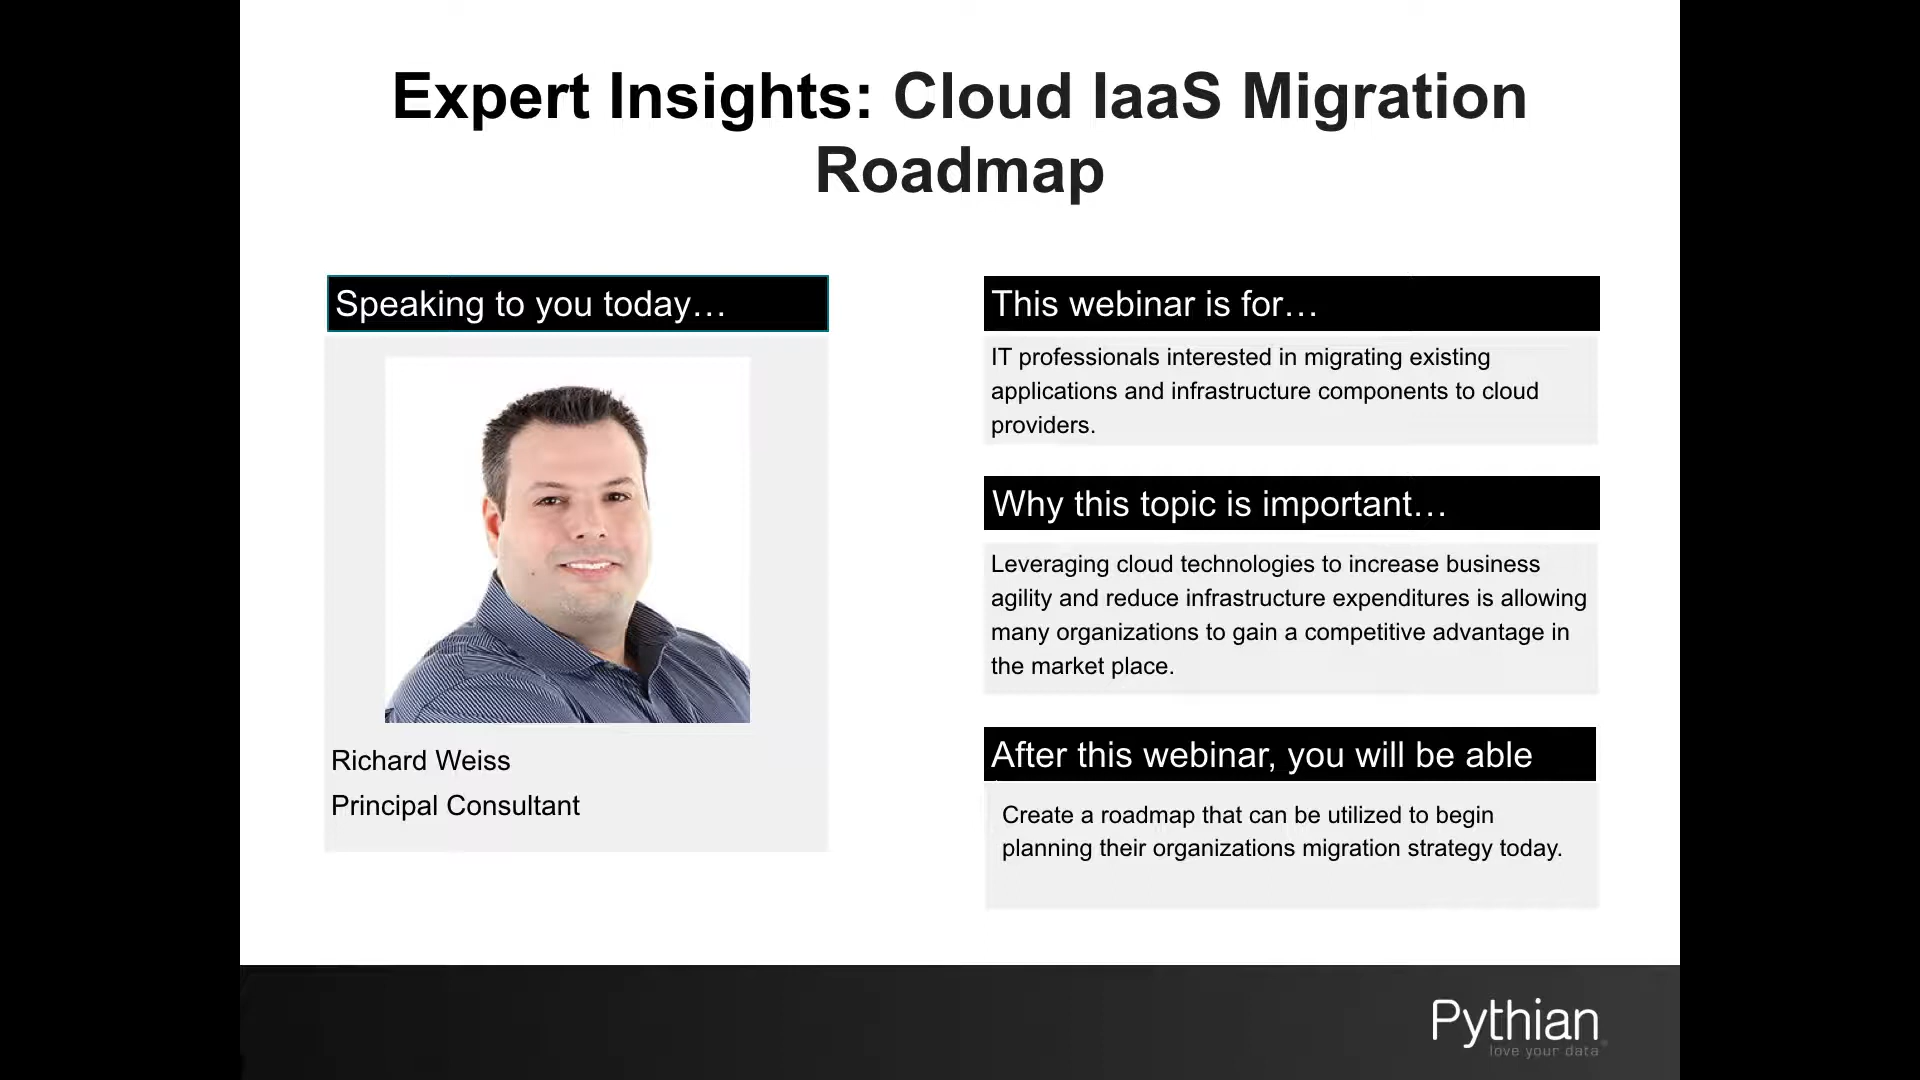 Expert Insights: Cloud IaaS Migration
Roadmap
Speaking to you today…
Richard Weiss
Principal Consultant
This webinar is for…
IT professionals interested in migrating existing
applications and infrastructure components to cloud
providers.
Why this topic is important…
Leveraging cloud technologies to increase business
agility and reduce infrastructure expenditures is allowing
many organizations to gain a competitive advantage in
the market place.
After this webinar, you will be able
Create a roadmap that can be utilized to begin
planning their organizations migration strategy today.
Pythian
love your data